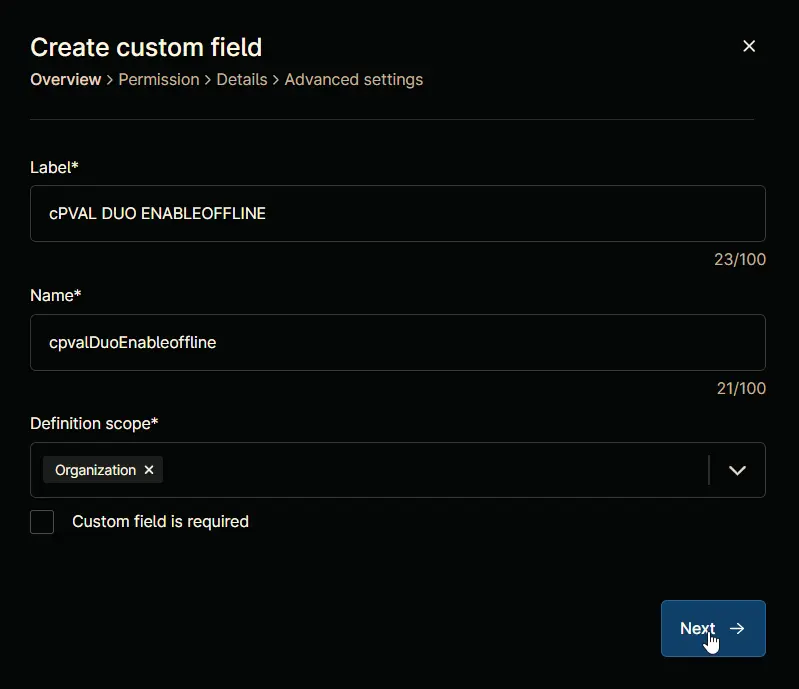 Create custom field
Overview > Permission > Details > Advanced settings
Label*
cPVAL DUO ENABLEOFFLINE
23/100
Name*
cpvalDuoEnableoffline
21/100
Definition scope*
Organization
Custom field is required
Next